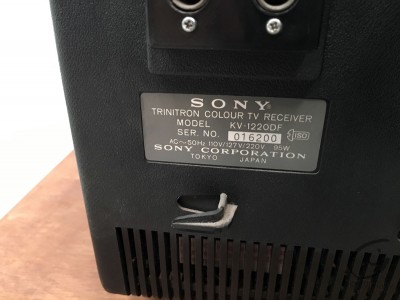 SONY
TRINITRON COLOUR TV RECEIVER
MODEL KV-1220DF
SER. NO. 016200 ISO
AC~50Hz 110V/127V/220V 95W
SONY CORPORATION
TOKYO JAPAN